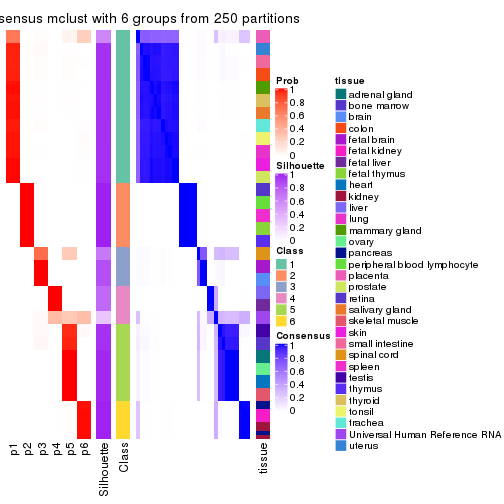 sensus mclust with 6 groups from 250 partitions
Prob
1
0.8
0.6
0.4
0.2
0
Silhouette
1
0.8
0.6
0.4
0.2
0
Class
1
2
3
4
5
6
Consensus
1
0.8
0.6
0.4
0.2
0
tissue
adrenal gland
bone marrow
brain
colon
fetal brain
fetal kidney
fetal liver
fetal thymus
heart
kidney
liver
lung
mammary gland
ovary
pancreas
peripheral blood lymphocyte
placenta
prostate
retina
salivary gland
skeletal muscle
skin
small intestine
spinal cord
spleen
testis
thymus
thyroid
tonsil
trachea
Universal Human Reference RNA
uterus
p1
p2
p3
p4
p5
p6
Silhouette
Class
tissue